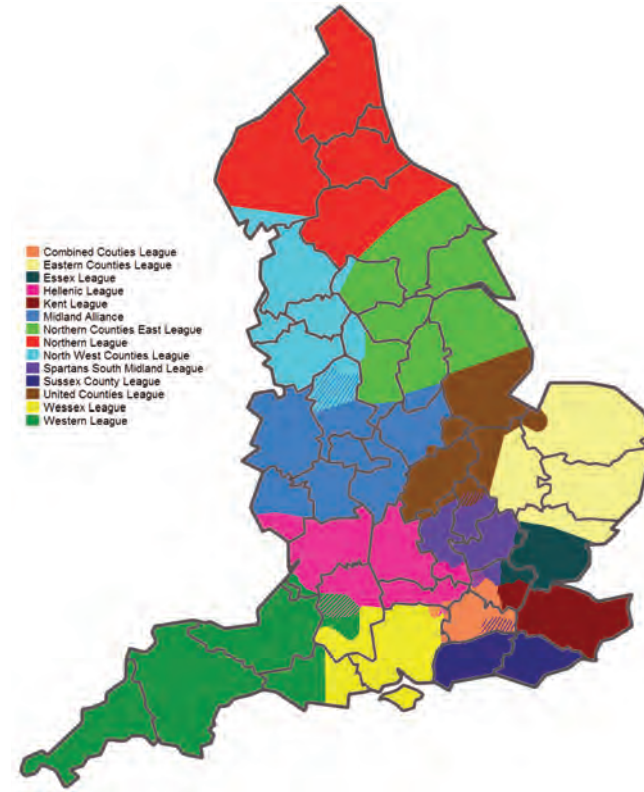 Combined Couties League
Eastern Counties League
Essex League
Hellenic League
Kent League
Midland Alliance
Northern Counties East League
Northern League
North West Counties League
Spartans South Midland League
Sussex County League
United Counties League
Wessex League
Western League